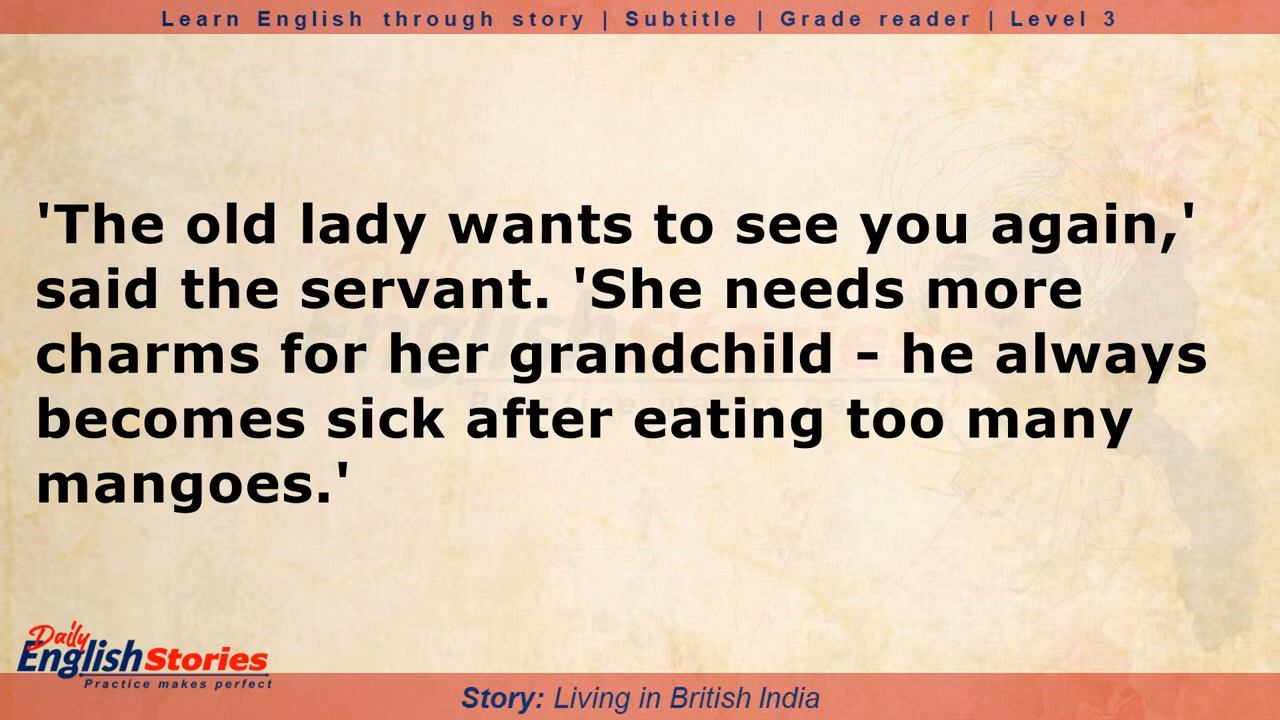 Learn English through story | Subtitle | Grade reader | Level 3
'The old lady wants to see you again,'
said the servant. 'She needs more
charms for her grandchild – he always
becomes sick after eating too many
mangoes.'
Daily
English Stories
Practice makes perfect
Story: Living in British India